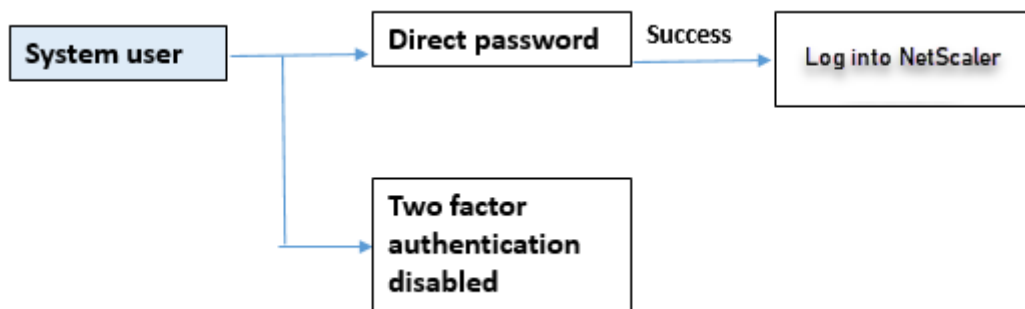 System user
Direct password
Success
Log into NetScaler
Two factor
authentication
disabled